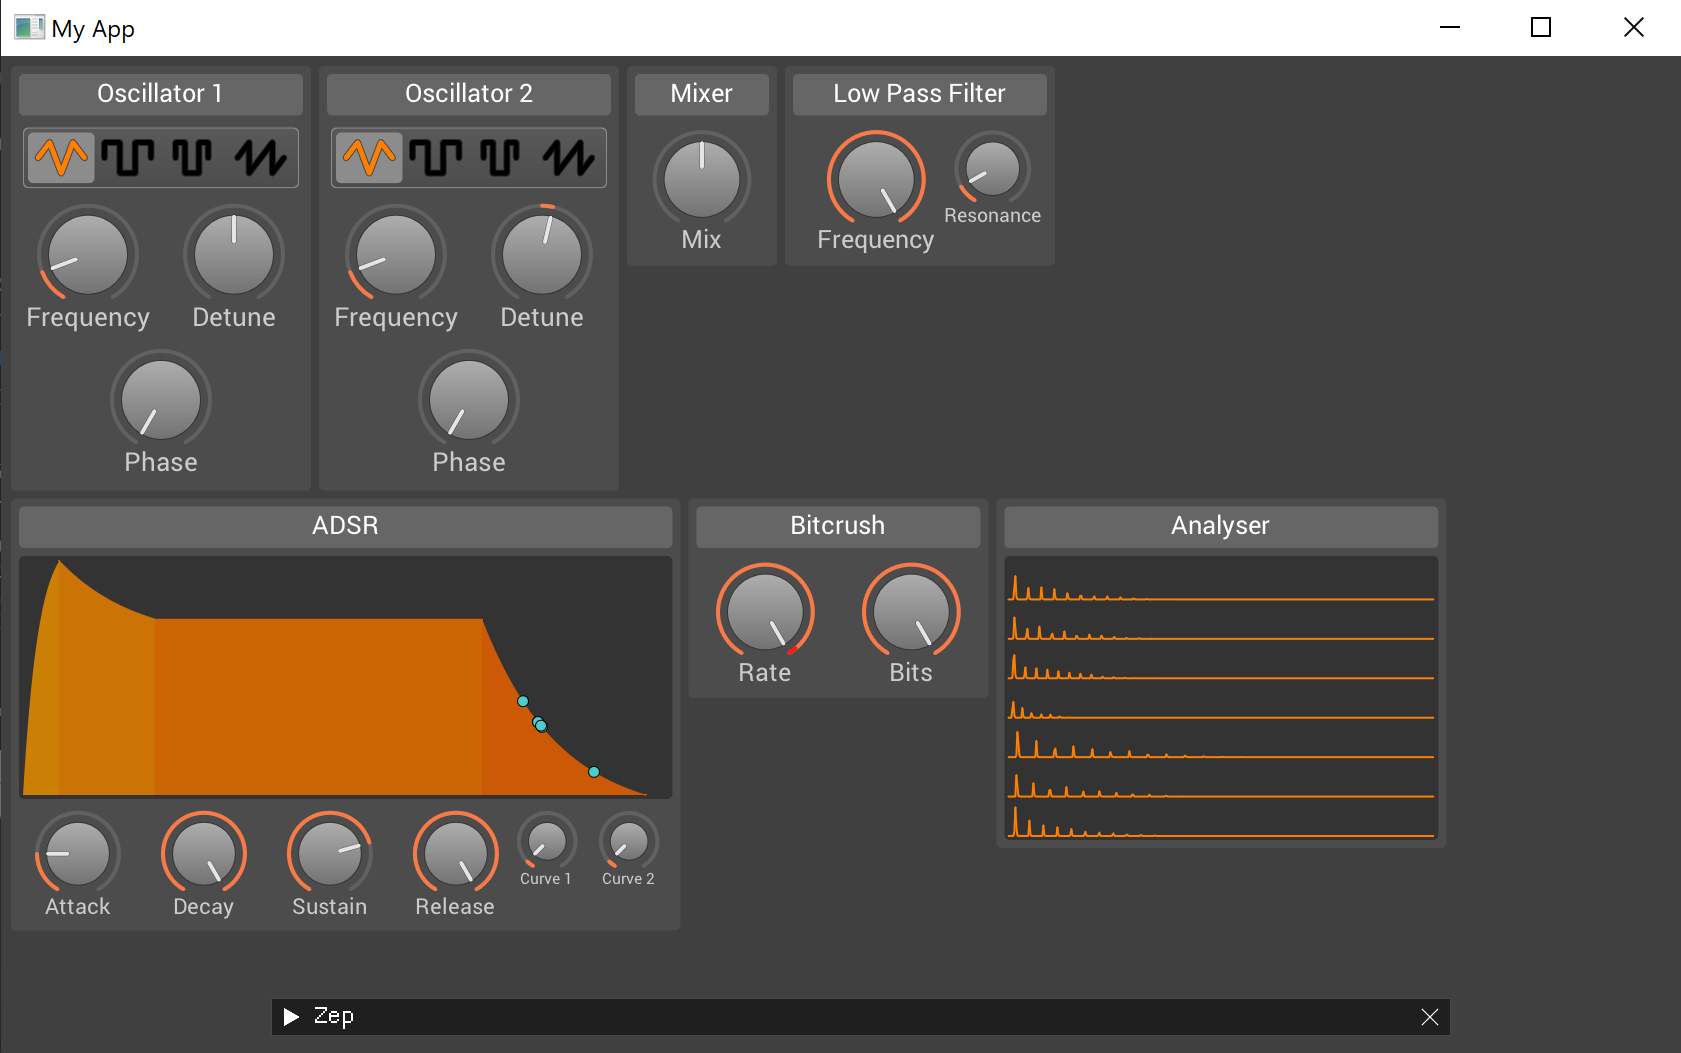 My App
Oscillator 1
Oscillator 2
Mixer
Low Pass Filter
Frequency
Detune
Phase
Frequency
Detune
Phase
Mix
Frequency
Resonance
ADSR
Bitcrush
Analyser
Rate
Bits
Attack
Decay
Sustain
Release
Curve 1
Curve 2
Zep